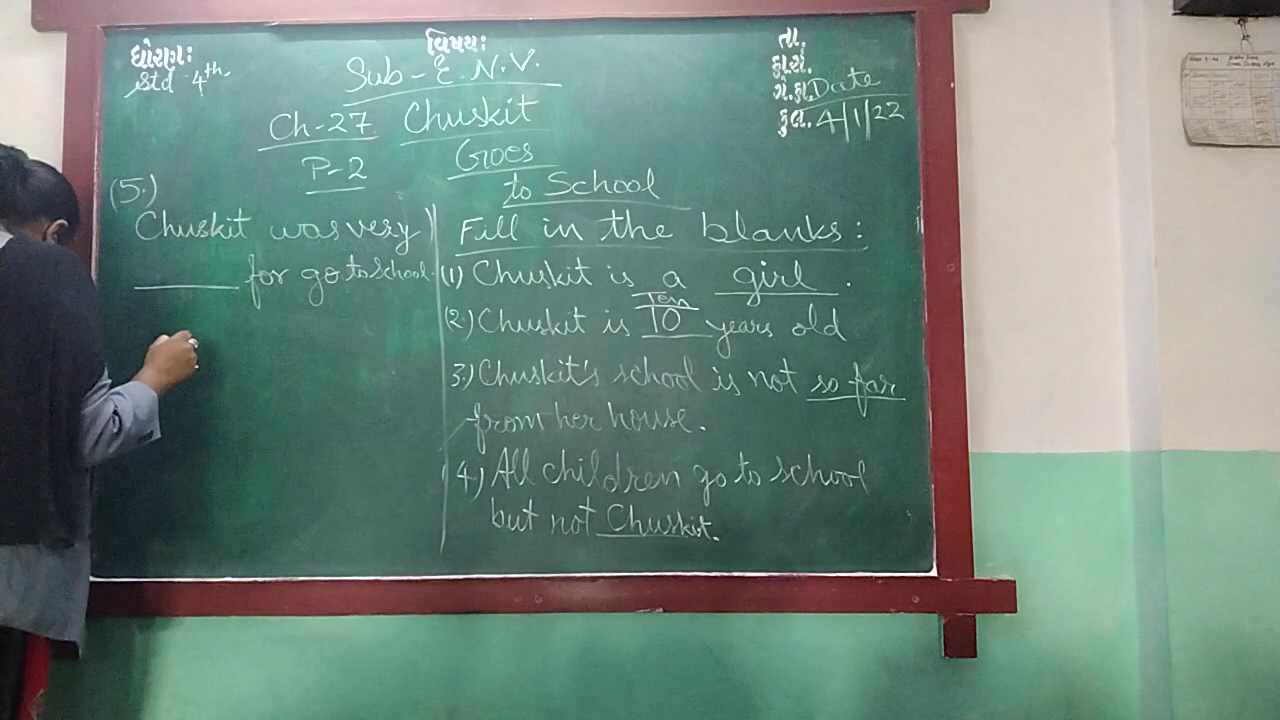 ધોરણઃ
Std - 4th
વિષયઃ
Sub - E.N.V.
તા.
Date
કુલ. 4/1/22
Ch-27 Chuskit
P-2 Goes
to School
(5.)
Chuskit was very
______ for go to school.
Fill in the blanks :
(1) Chuskit is a girl .
Ten
(2) Chuskit is 10 years old
3.) Chuskit's school is not so far
from her house.
4.) All children go to school
but not Chuskit.